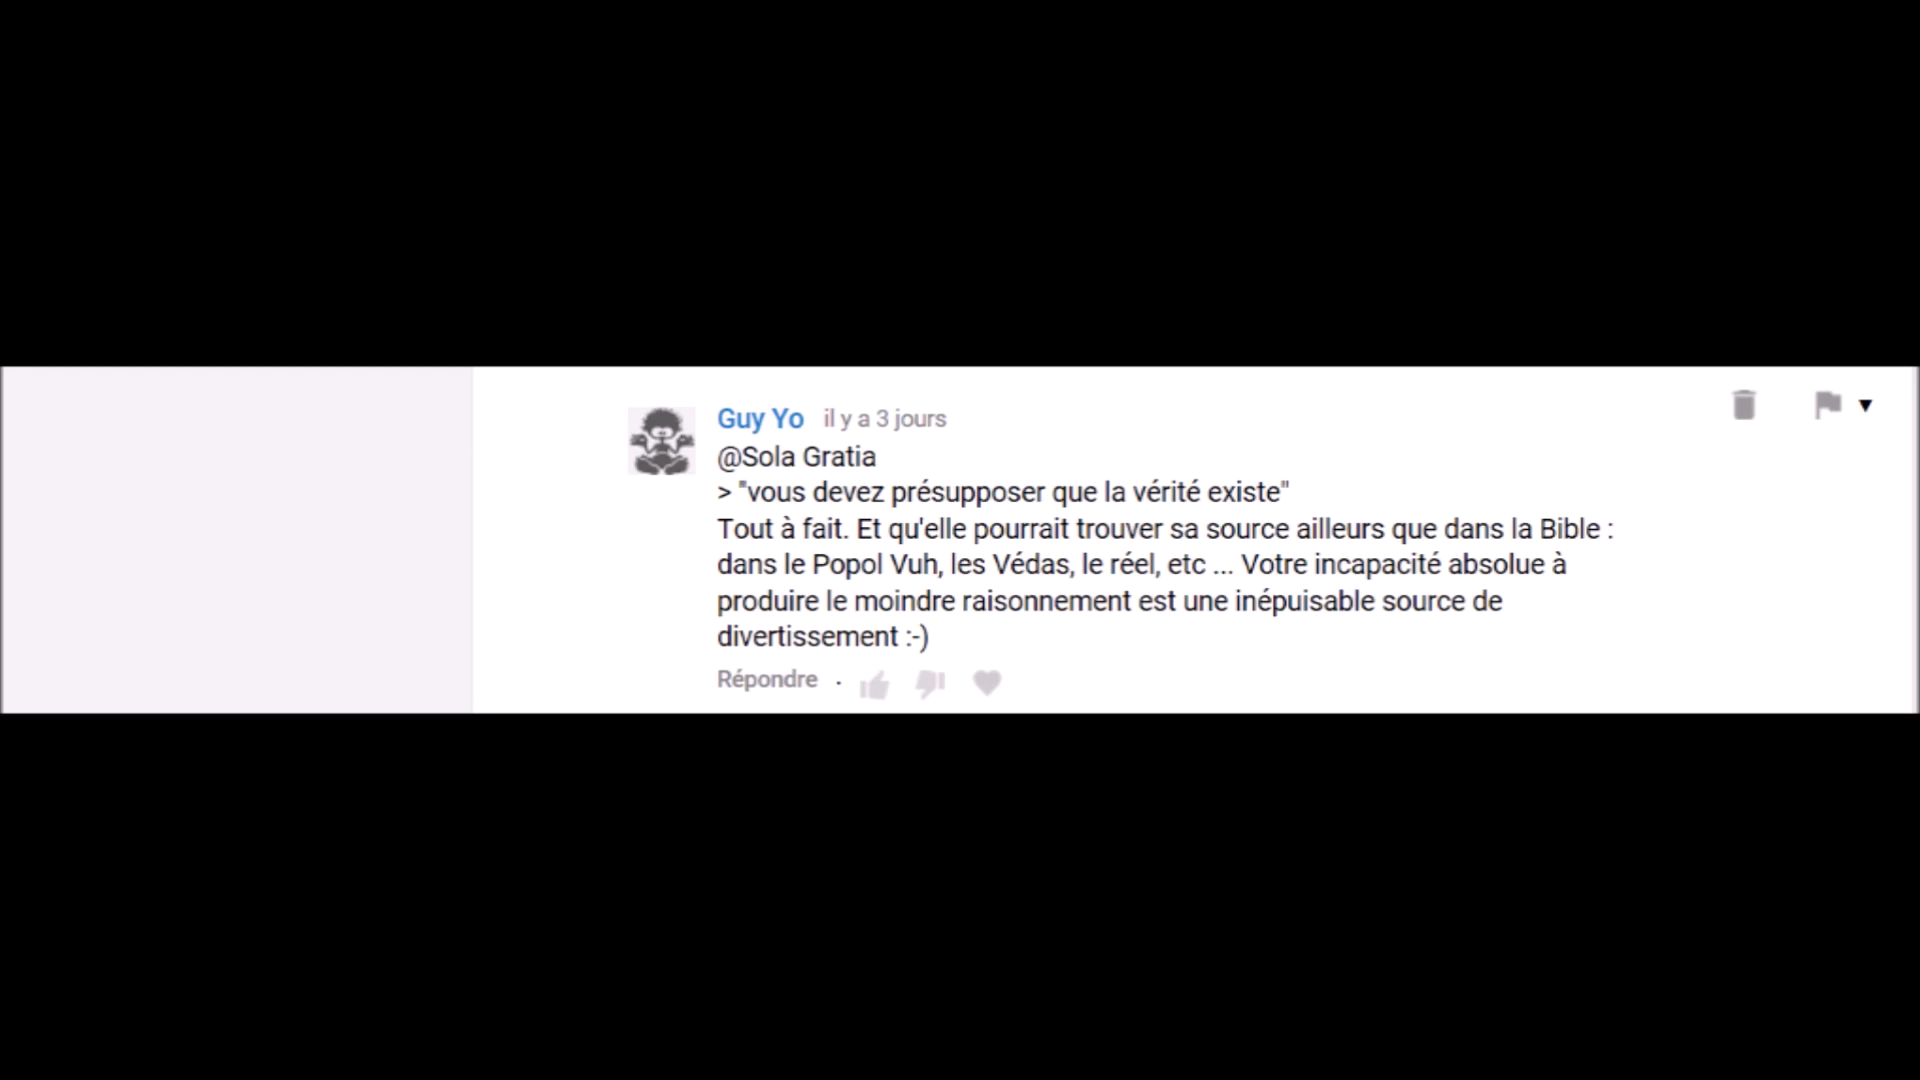 Guy Yo il y a 3 jours
@Sola Gratia
> "vous devez présupposer que la vérité existe"
Tout à fait. Et qu'elle pourrait trouver sa source ailleurs que dans la Bible :
dans le Popol Vuh, les Védas, le réel, etc ... Votre incapacité absolue à
produire le moindre raisonnement est une inépuisable source de
divertissement :-)
Répondre ·